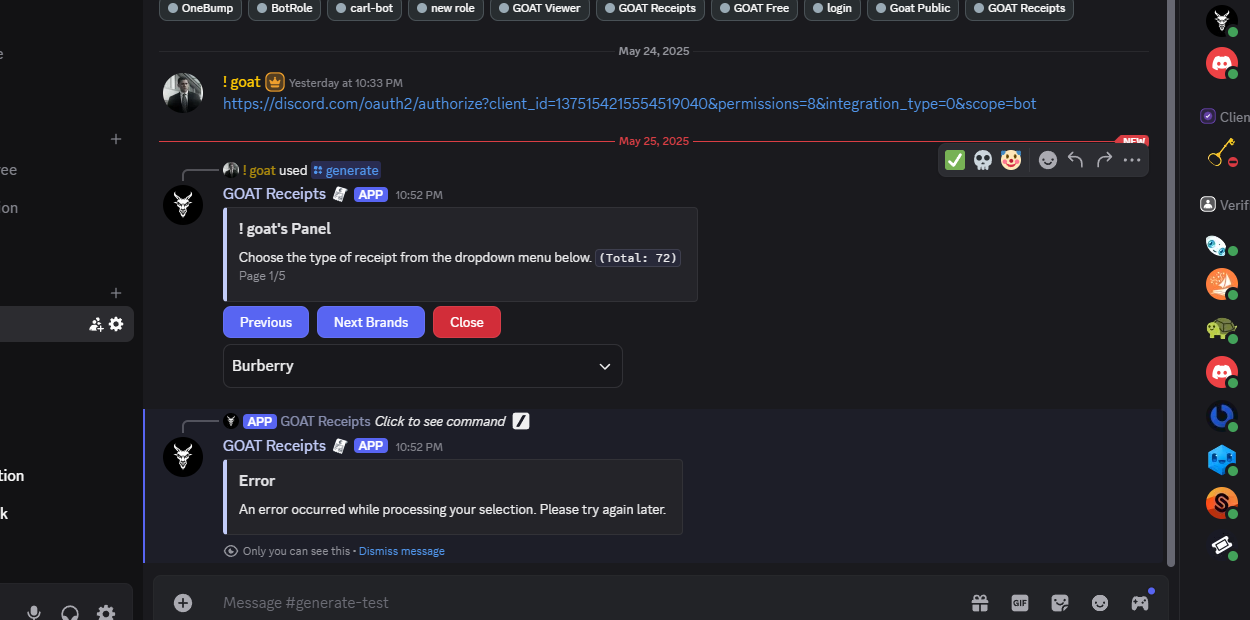 OneBump BotRole carl-bot new role GOAT Viewer GOAT Receipts GOAT Free login Goat Public GOAT Receipts
May 24, 2025
! goat Yesterday at 10:33 PM
https://discord.com/oauth2/authorize?client_id=1375154215554519040&permissions=8&integration_type=0&scope=bot
May 25, 2025 NEW
! goat used generate
GOAT Receipts APP 10:52 PM
! goat's Panel
Choose the type of receipt from the dropdown menu below. (Total: 72)
Page 1/5
Previous Next Brands Close
Burberry
APP GOAT Receipts Click to see command
GOAT Receipts APP 10:52 PM
Error
An error occurred while processing your selection. Please try again later.
Only you can see this • Dismiss message
Message #generate-test GIF
e
ree
ion
tion
k
Clien
Verif